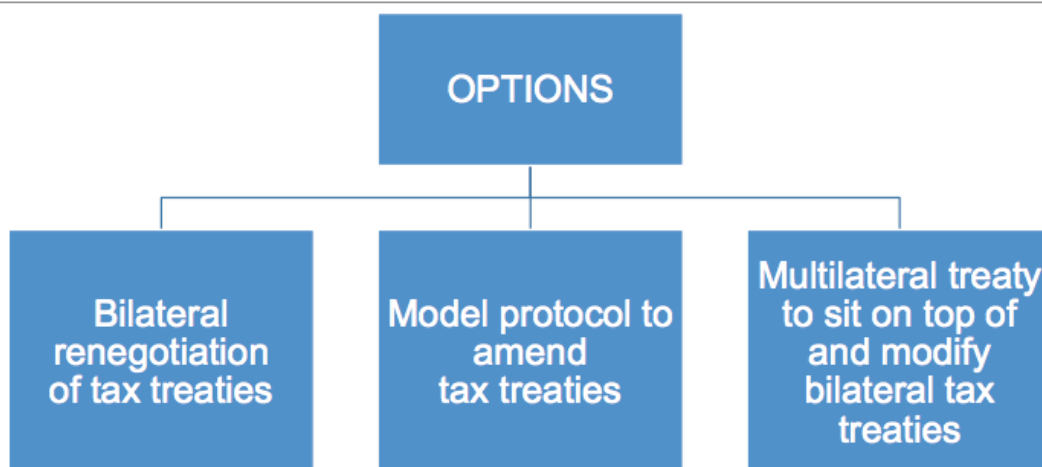 OPTIONS
Bilateral
renegotiation
of tax treaties
Model protocol to
amend
tax treaties
Multilateral treaty
to sit on top of
and modify
bilateral tax
treaties